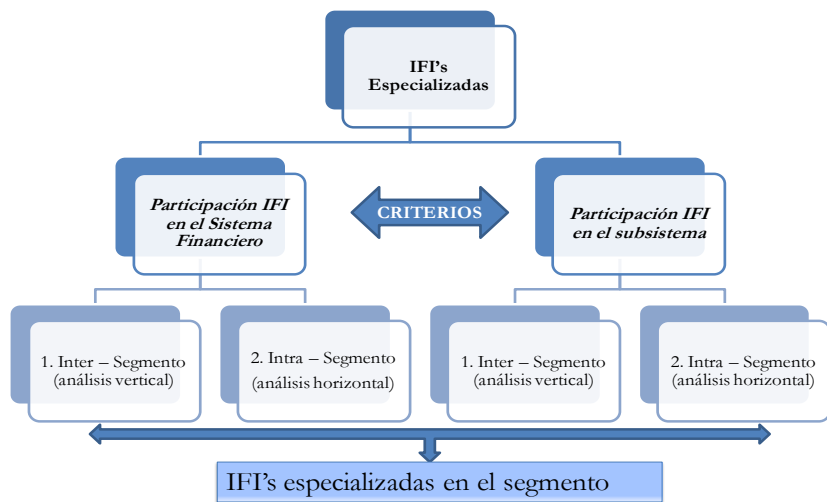 IFI's
Especializadas
Participación IFI
en el Sistema
Financiero
CRITERIOS
Participación IFI
en el subsistema
1. Inter – Segmento
(análisis vertical)
2. Intra – Segmento
(análisis horizontal)
1. Inter – Segmento
(análisis vertical)
2. Intra – Segmento
(análisis horizontal)
IFI's especializadas en el segmento